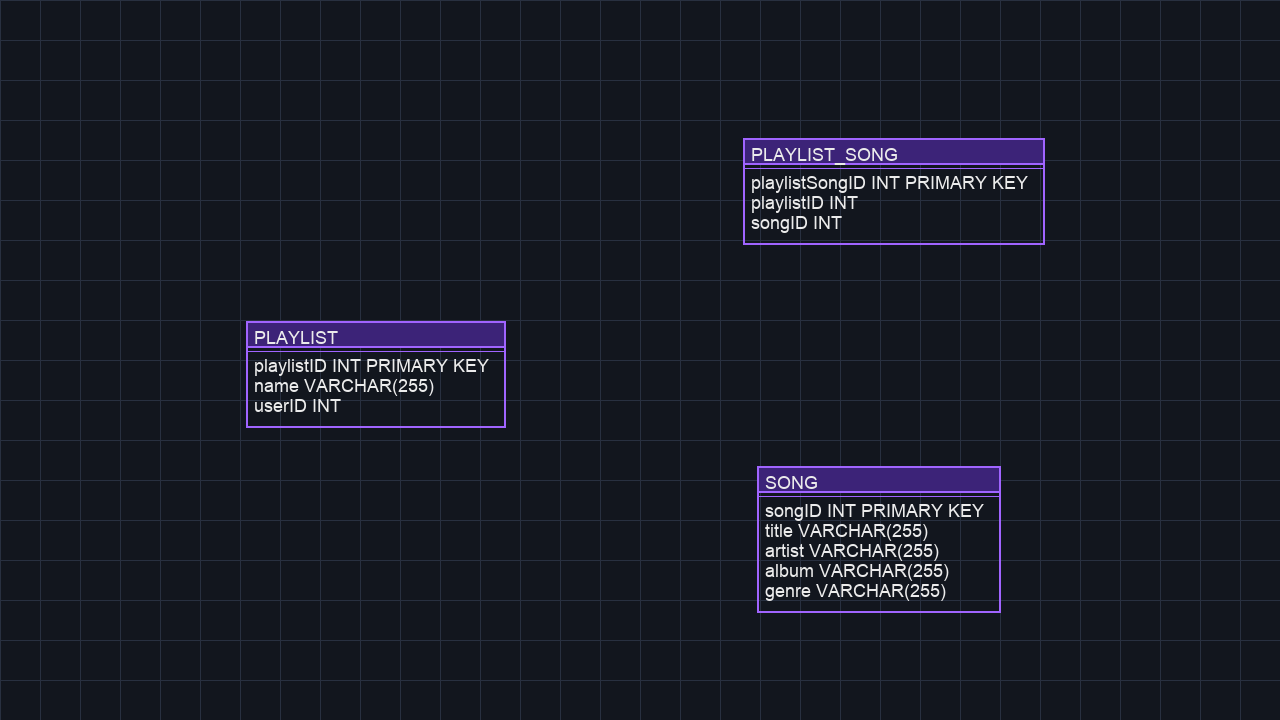 PLAYLIST_SONG
playlistSongID INT PRIMARY KEY
playlistID INT
songID INT
PLAYLIST
playlistID INT PRIMARY KEY
name VARCHAR(255)
userID INT
SONG
songID INT PRIMARY KEY
title VARCHAR(255)
artist VARCHAR(255)
album VARCHAR(255)
genre VARCHAR(255)